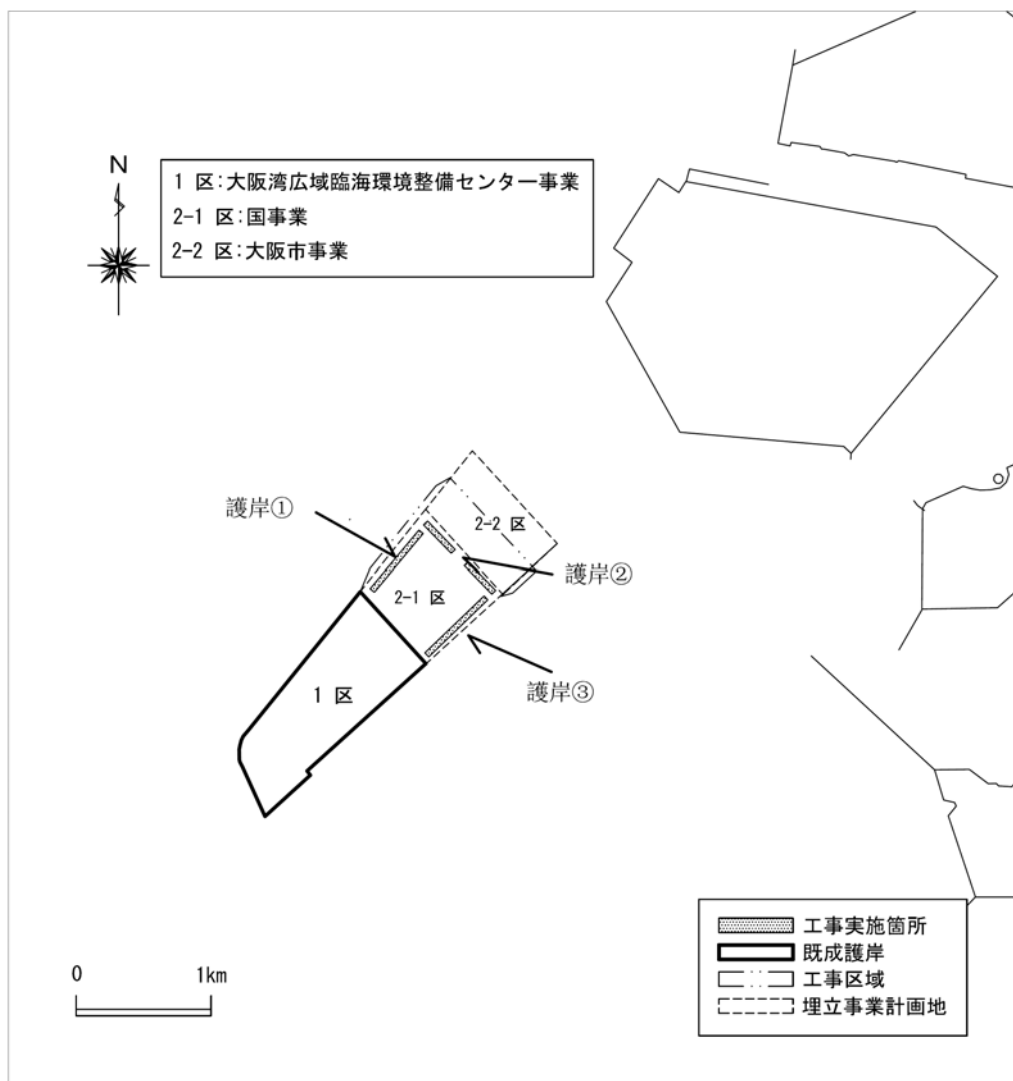 N
1 区:大阪湾広域臨海環境整備センター事業
2-1 区:国事業
2-2 区:大阪市事業
護岸①
2-2 区
護岸②
2-1 区
護岸③
1 区
工事実施箇所
既成護岸
工事区域
埋立事業計画地
0 1km